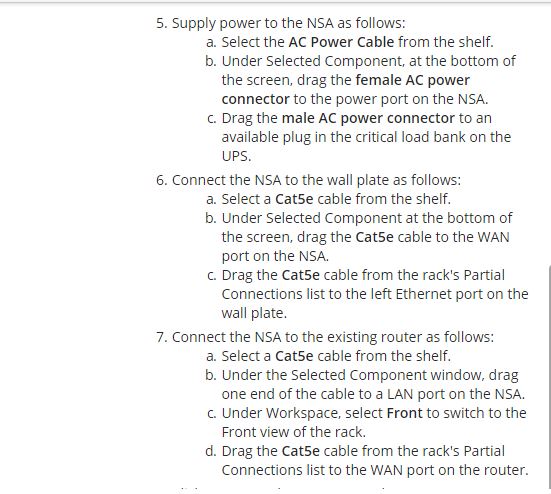 5. Supply power to the NSA as follows:
a. Select the AC Power Cable from the shelf.
b. Under Selected Component, at the bottom of
the screen, drag the female AC power
connector to the power port on the NSA.
c. Drag the male AC power connector to an
available plug in the critical load bank on the
UPS.
6. Connect the NSA to the wall plate as follows:
a. Select a Cat5e cable from the shelf.
b. Under Selected Component at the bottom of
the screen, drag the Cat5e cable to the WAN
port on the NSA.
c. Drag the Cat5e cable from the rack's Partial
Connections list to the left Ethernet port on the
wall plate.
7. Connect the NSA to the existing router as follows:
a. Select a Cat5e cable from the shelf.
b. Under the Selected Component window, drag
one end of the cable to a LAN port on the NSA.
c. Under Workspace, select Front to switch to the
Front view of the rack.
d. Drag the Cat5e cable from the rack's Partial
Connections list to the WAN port on the router.